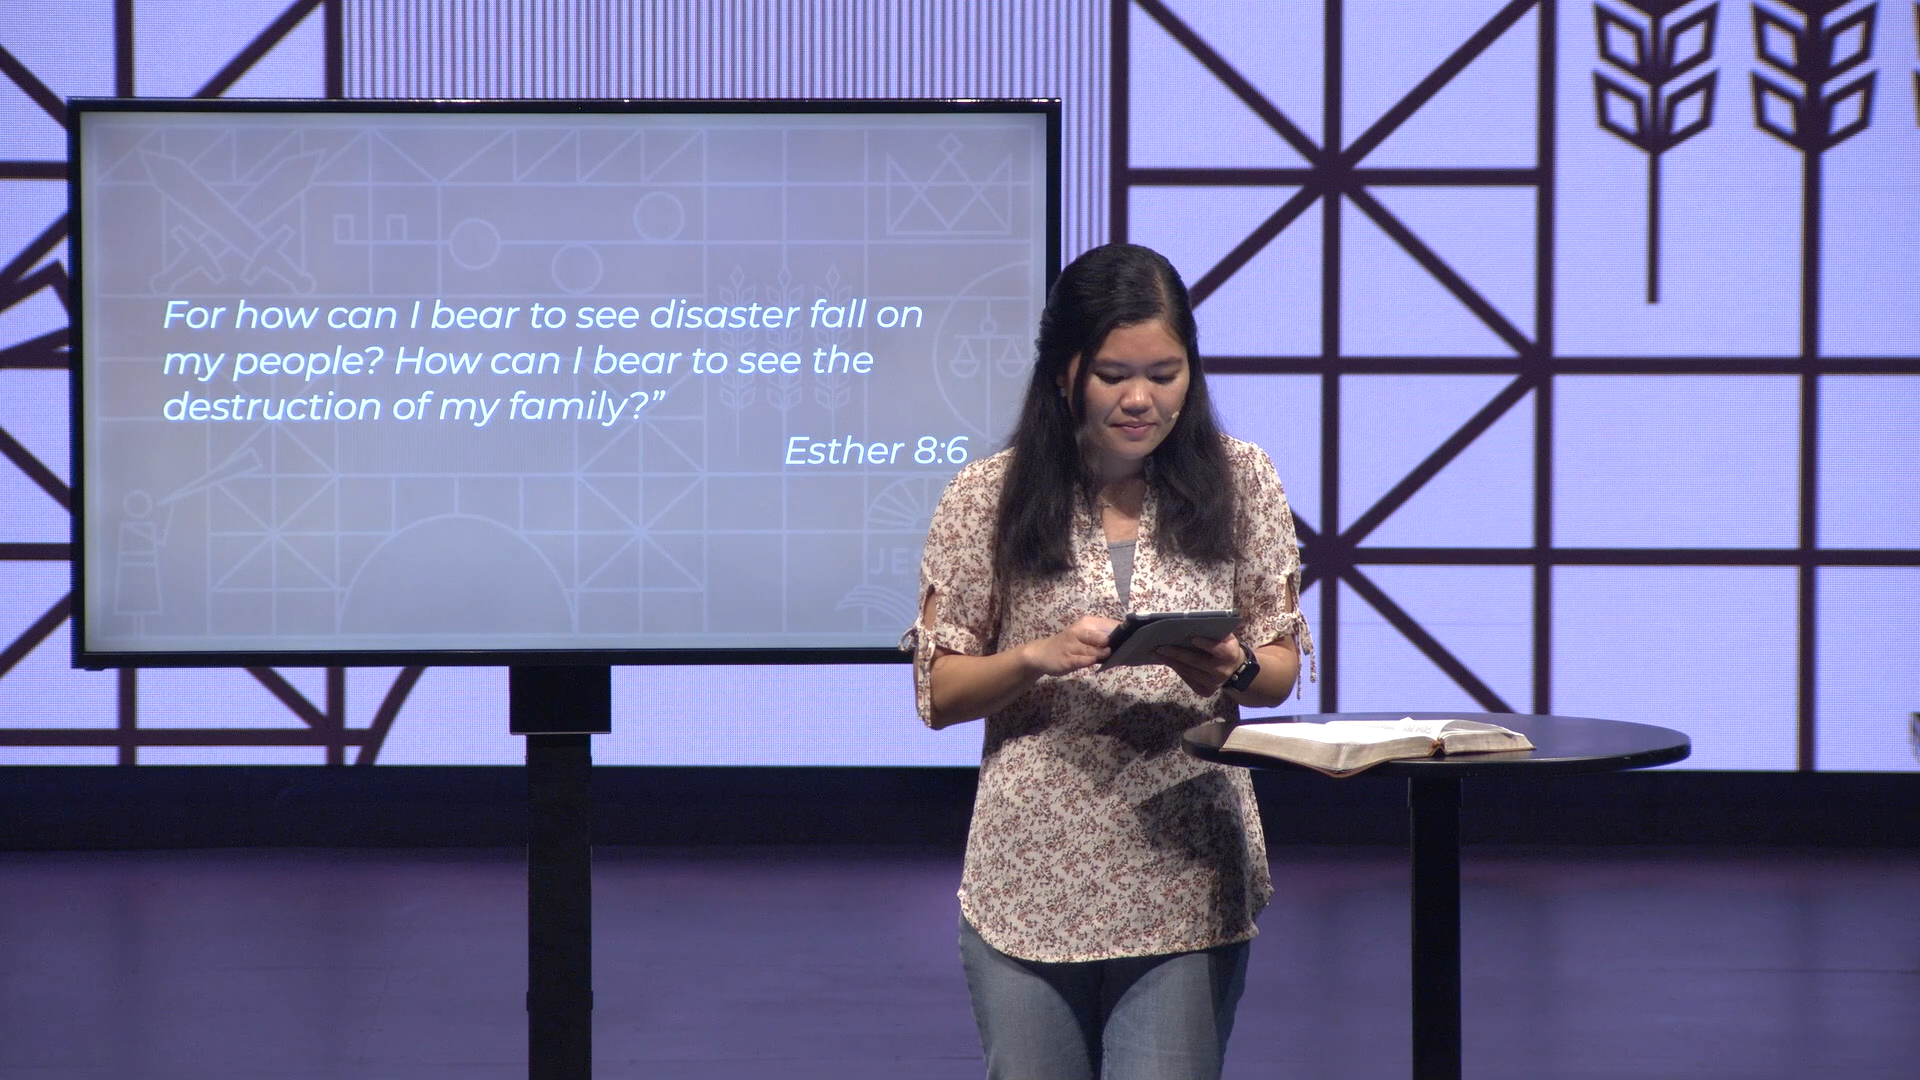 For how can I bear to see disaster fall on
my people? How can I bear to see the
destruction of my family?”
Esther 8:6